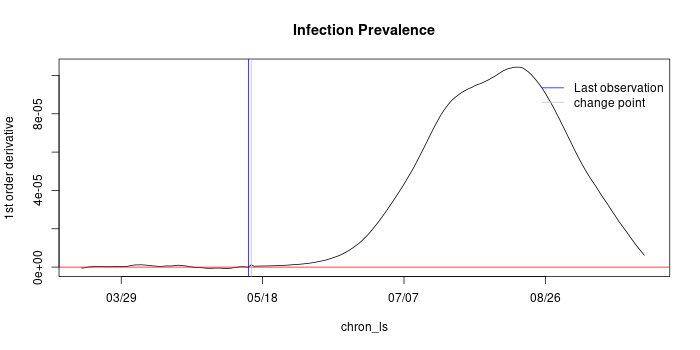 Infection Prevalence
1st order derivative
8e-05
4e-05
0e+00
Last observation
change point
03/29
05/18
07/07
08/26
chron_ls